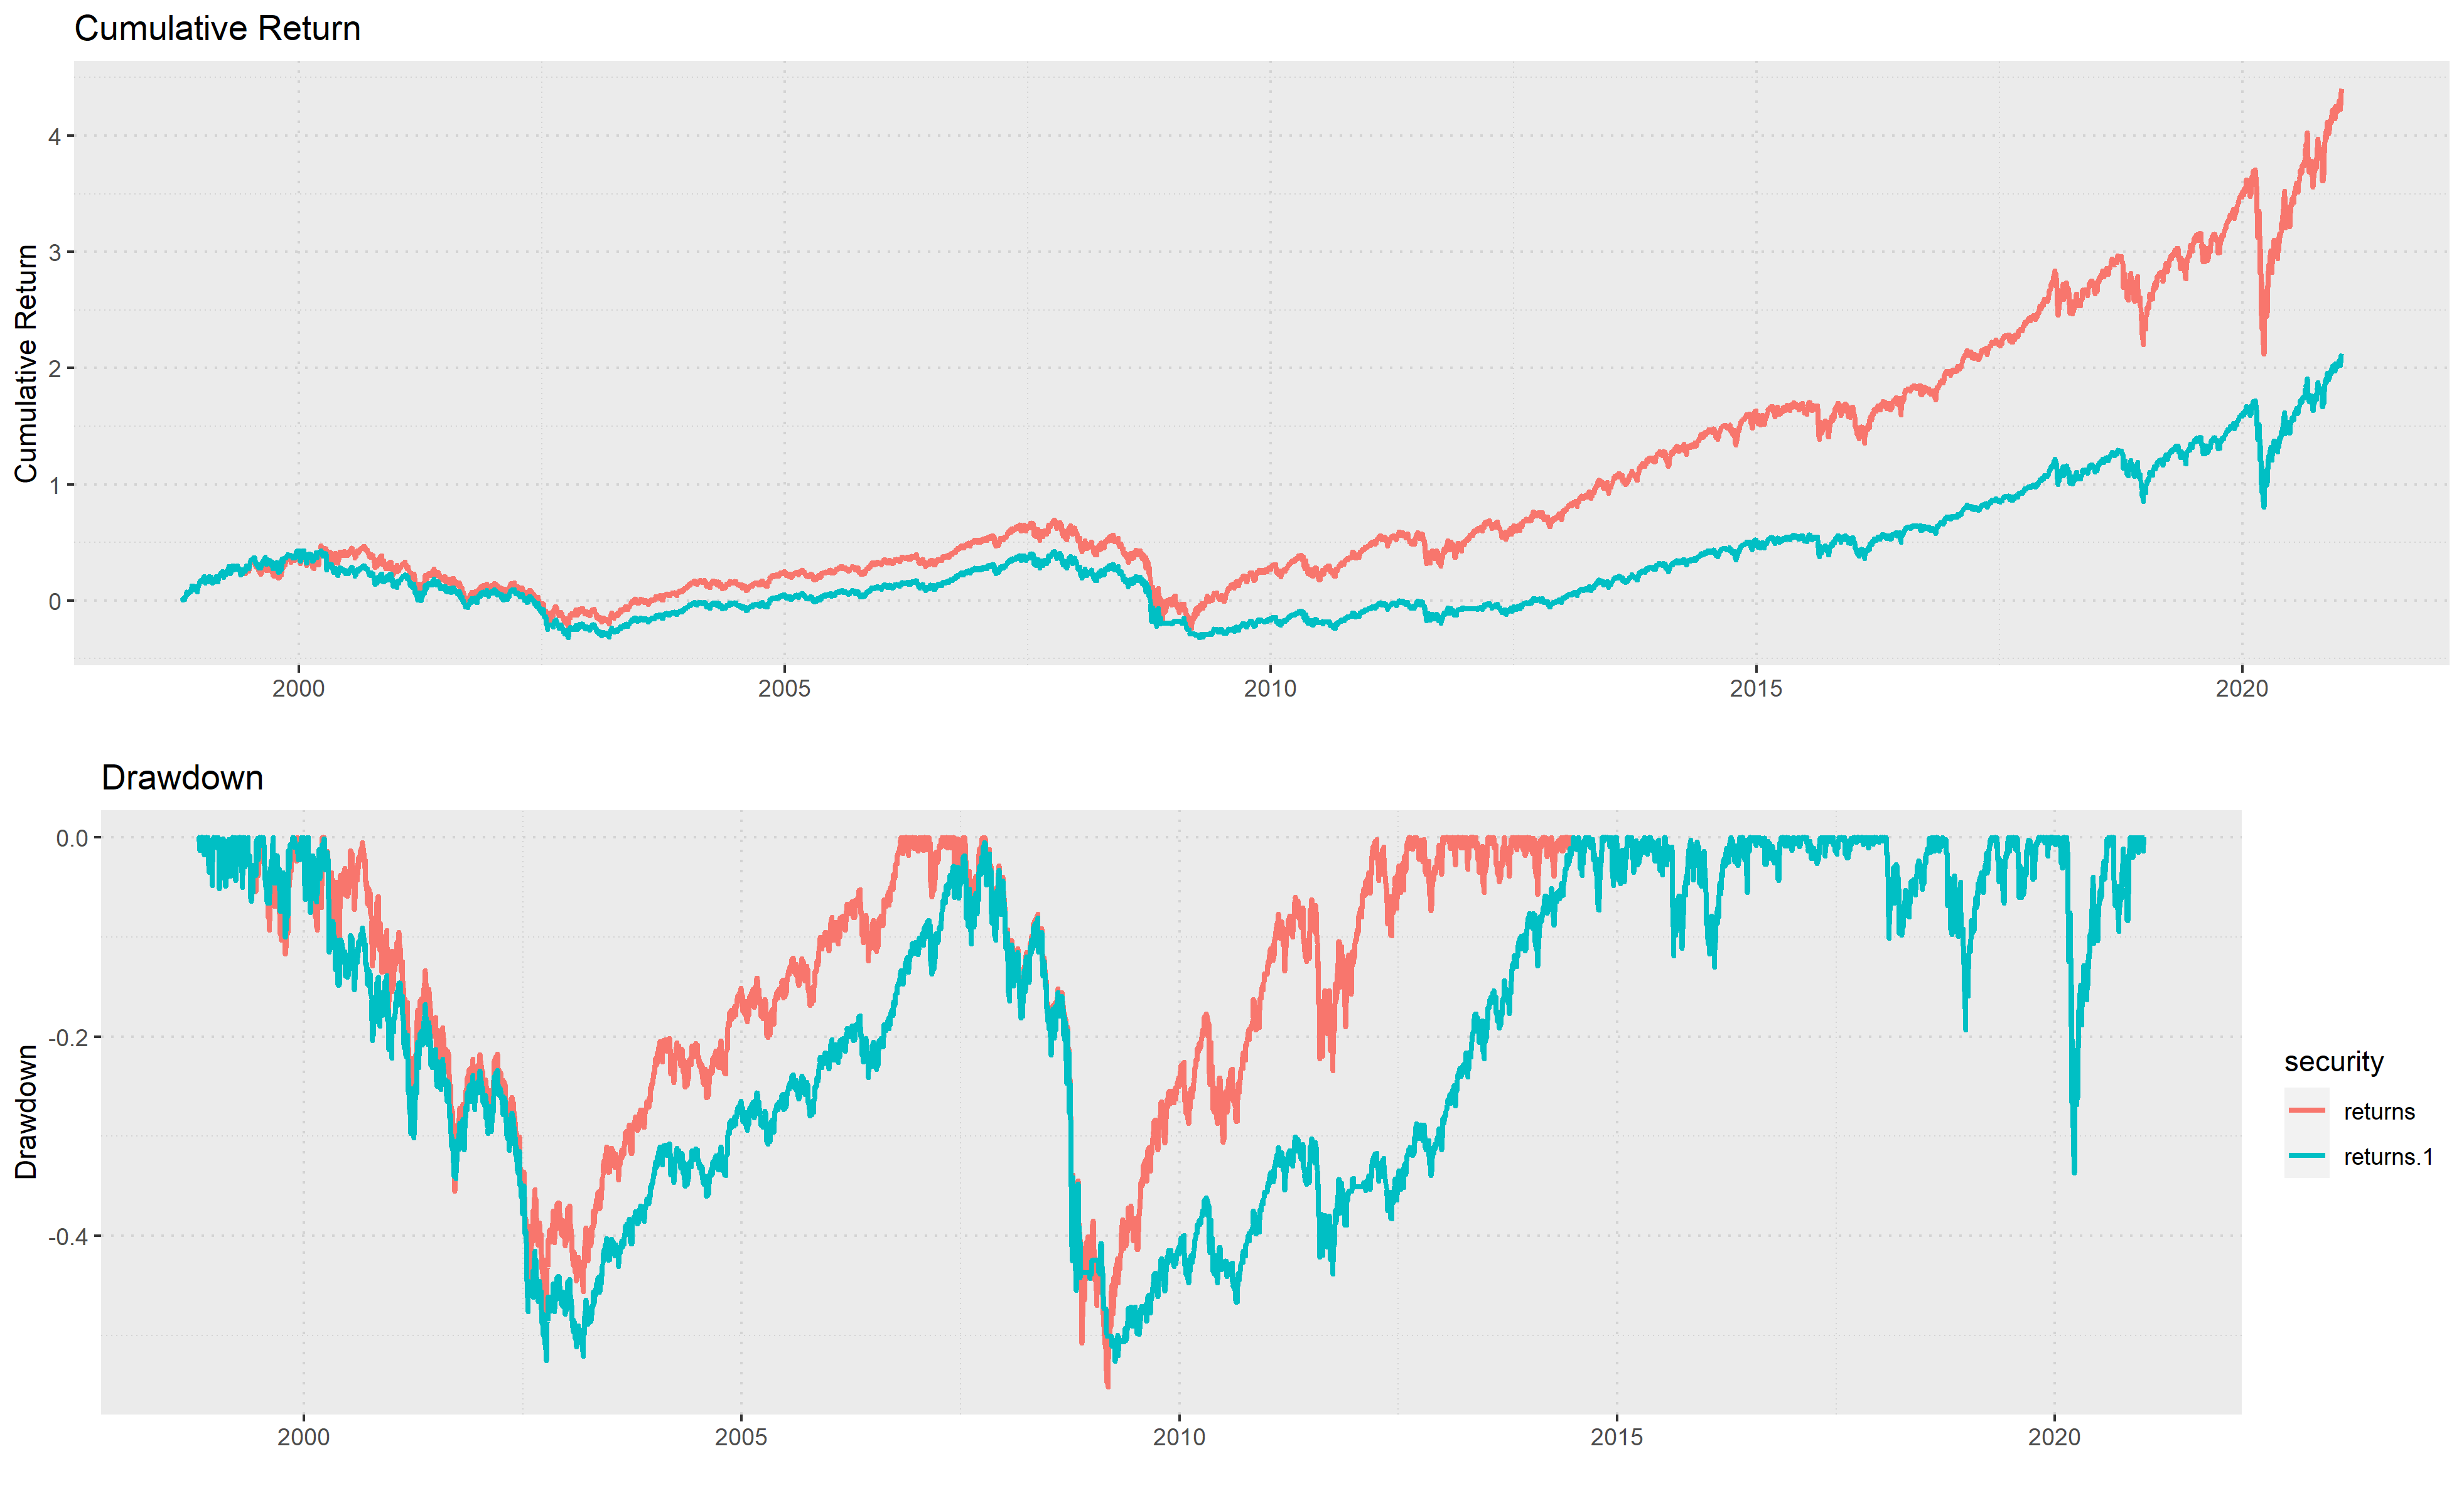 Cumulative Return
Cumulative Return
4
3
2
1
0
2000 2005 2010 2015 2020
Drawdown
Drawdown
0.0
-0.2
-0.4
2000 2005 2010 2015 2020
security
returns
returns.1